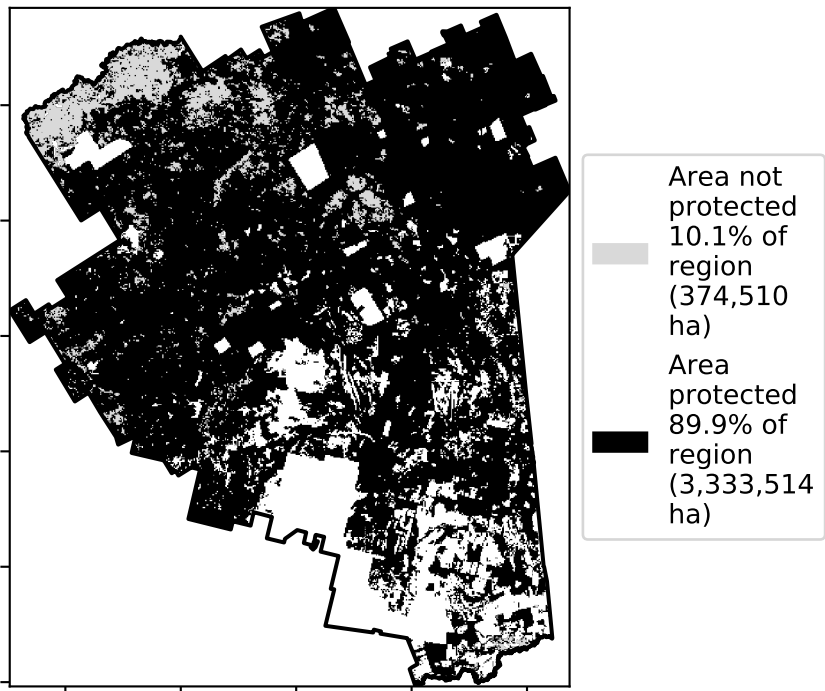 Area not
protected
10.1% of
region
(374,510
ha)
Area
protected
89.9% of
region
(3,333,514
ha)